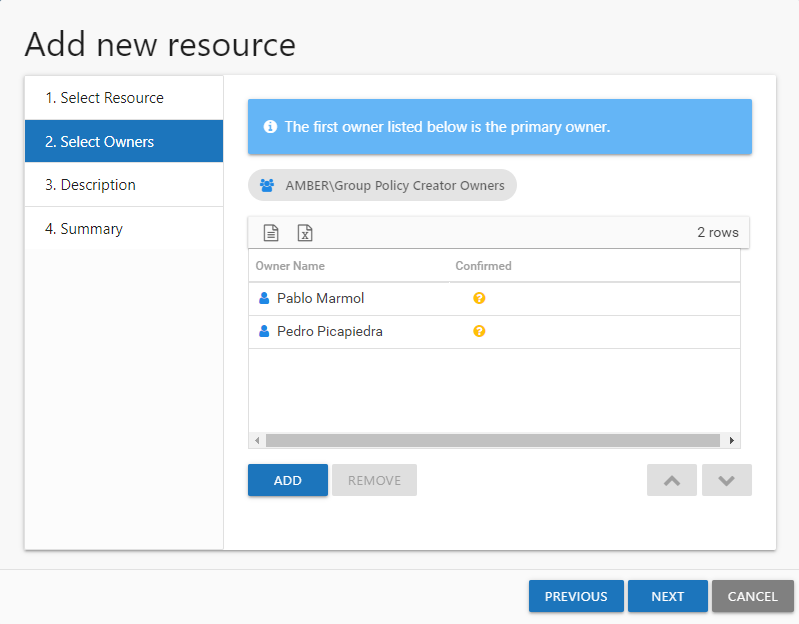 Add new resource
1. Select Resource
2. Select Owners
3. Description
4. Summary
The first owner listed below is the primary owner.
AMBER\Group Policy Creator Owners
2 rows
Owner Name Confirmed
Pablo Marmol
Pedro Picapiedra
ADD REMOVE
PREVIOUS NEXT CANCEL